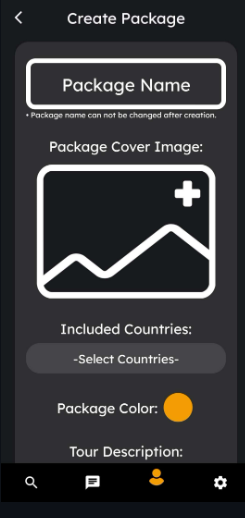 Create Package
Package Name
• Package name can not be changed after creation.
Package Cover Image:
Included Countries:
-Select Countries-
Package Color:
Tour Description: